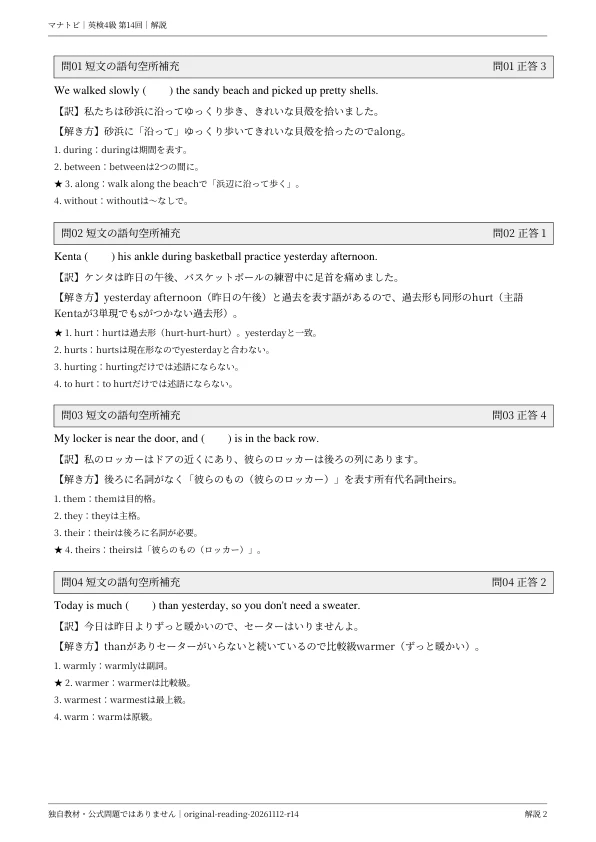 マナトビ｜英検4級 第14回｜解説
問01 短文の語句空所補充 問01 正答 3
We walked slowly (　　) the sandy beach and picked up pretty shells.
【訳】私たちは砂浜に沿ってゆっくり歩き、きれいな貝殻を拾いました。
【解き方】砂浜に「沿って」ゆっくり歩いてきれいな貝殻を拾ったのでalong。
1. during：duringは期間を表す。
2. between：betweenは2つの間に。
★ 3. along：walk along the beachで「浜辺に沿って歩く」。
4. without：withoutは〜なしで。
問02 短文の語句空所補充 問02 正答 1
Kenta (　　) his ankle during basketball practice yesterday afternoon.
【訳】ケンタは昨日の午後、バスケットボールの練習中に足首を痛めました。
【解き方】yesterday afternoon（昨日の午後）と過去を表す語があるので、過去形も同形のhurt（主語
Kentaが3単現でもsがつかない過去形）。
★ 1. hurt：hurtは過去形（hurt-hurt-hurt）。yesterdayと一致。
2. hurts：hurtsは現在形なのでyesterdayと合わない。
3. hurting：hurtingだけでは述語にならない。
4. to hurt：to hurtだけでは述語にならない。
問03 短文の語句空所補充 問03 正答 4
My locker is near the door, and (　　) is in the back row.
【訳】私のロッカーはドアの近くにあり、彼らのロッカーは後ろの列にあります。
【解き方】後ろに名詞がなく「彼らのもの（彼らのロッカー）」を表す所有代名詞theirs。
1. them：themは目的格。
2. they：theyは主格。
3. their：theirは後ろに名詞が必要。
★ 4. theirs：theirsは「彼らのもの（ロッカー）」。
問04 短文の語句空所補充 問04 正答 2
Today is much (　　) than yesterday, so you don't need a sweater.
【訳】今日は昨日よりずっと暖かいので、セーターはいりませんよ。
【解き方】thanがありセーターがいらないと続いているので比較級warmer（ずっと暖かい）。
1. warmly：warmlyは副詞。
★ 2. warmer：warmerは比較級。
3. warmest：warmestは最上級。
4. warm：warmは原級。
独自教材・公式問題ではありません｜original-reading-20261112-r14 解説 2